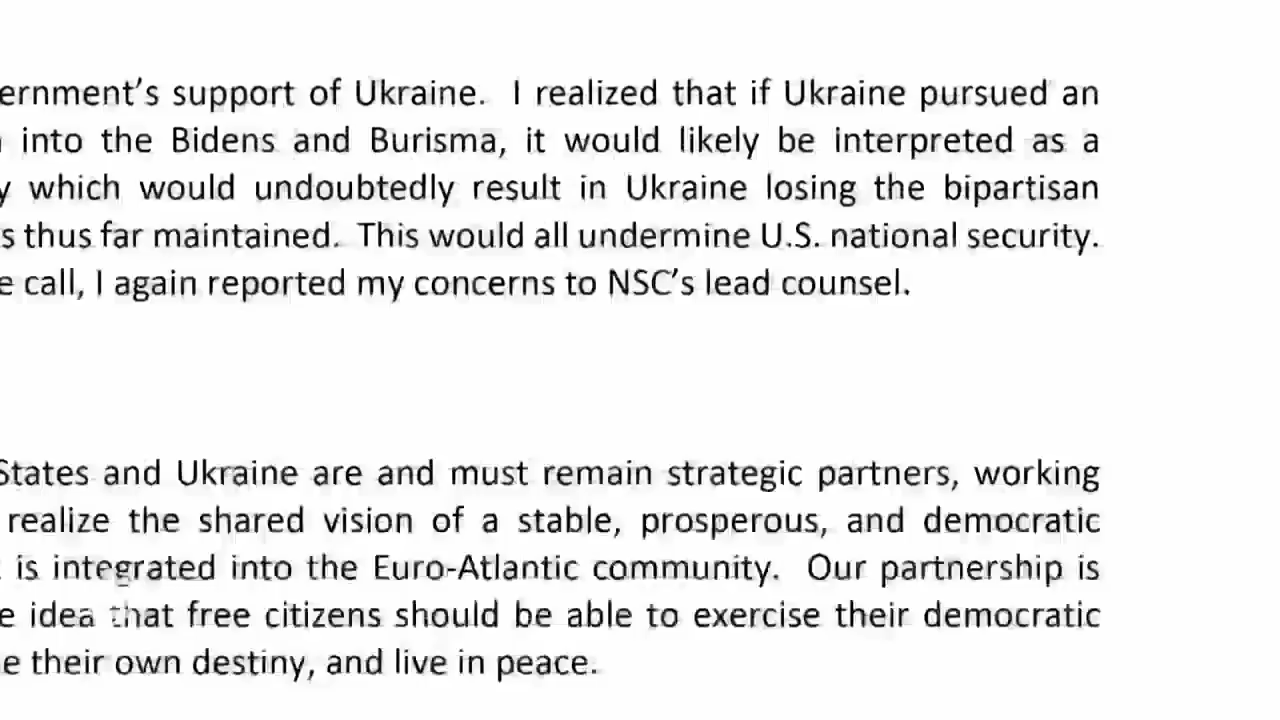 ernment’s support of Ukraine. I realized that if Ukraine pursued an
into the Bidens and Burisma, it would likely be interpreted as a
y which would undoubtedly result in Ukraine losing the bipartisan
s thus far maintained. This would all undermine U.S. national security.
e call, I again reported my concerns to NSC’s lead counsel.
States and Ukraine are and must remain strategic partners, working
realize the shared vision of a stable, prosperous, and democratic
is integrated into the Euro-Atlantic community. Our partnership is
e idea that free citizens should be able to exercise their democratic
e their own destiny, and live in peace.